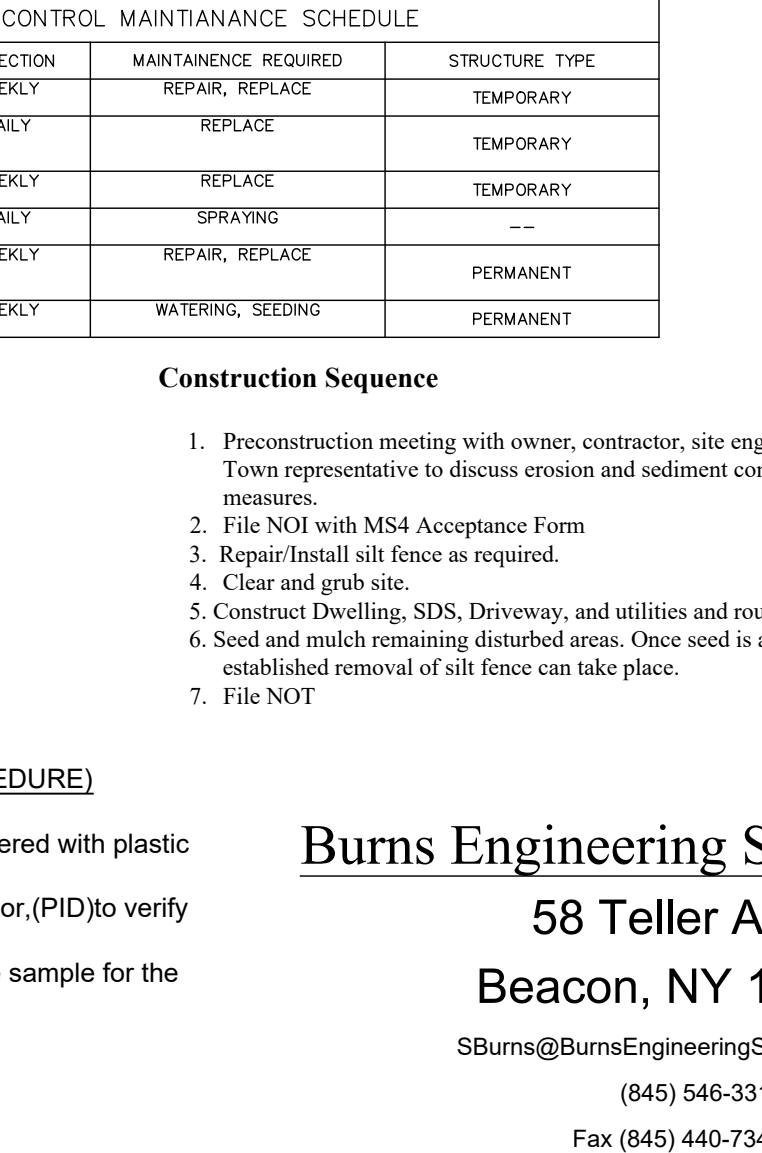 CONTROL MAINTIANANCE SCHEDULE
ECTION MAINTAINENCE REQUIRED STRUCTURE TYPE
EKLY REPAIR, REPLACE TEMPORARY
AILY REPLACE TEMPORARY
EKLY REPLACE TEMPORARY
AILY SPRAYING --
EKLY REPAIR, REPLACE PERMANENT
EKLY WATERING, SEEDING PERMANENT
Construction Sequence
1. Preconstruction meeting with owner, contractor, site eng
Town representative to discuss erosion and sediment con
measures.
2. File NOI with MS4 Acceptance Form
3. Repair/Install silt fence as required.
4. Clear and grub site.
5. Construct Dwelling, SDS, Driveway, and utilities and rou
6. Seed and mulch remaining disturbed areas. Once seed is a
established removal of silt fence can take place.
7. File NOT
EDURE)
ered with plastic
or,(PID)to verify
sample for the
Burns Engineering S
58 Teller A
Beacon, NY 1
SBurns@BurnsEngineeringS
(845) 546-331
Fax (845) 440-734